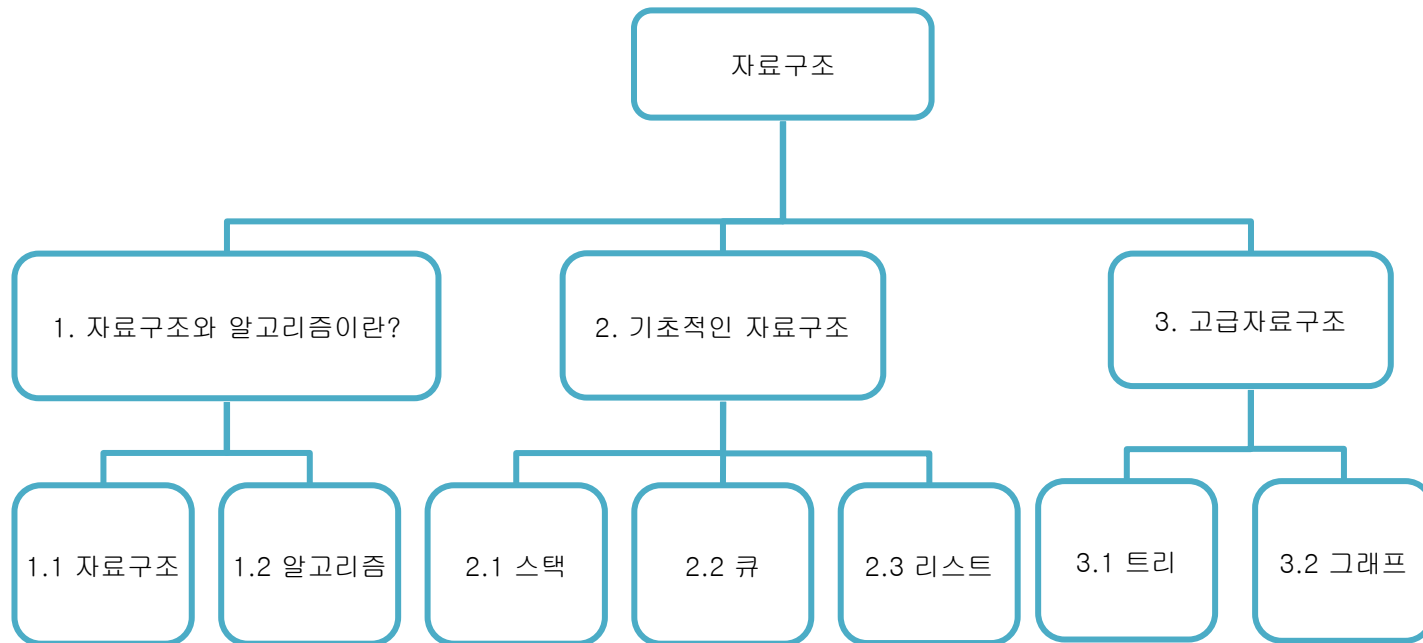 자료구조
1. 자료구조와 알고리즘이란?
2. 기초적인 자료구조
3. 고급자료구조
1.1 자료구조
1.2 알고리즘
2.1 스택
2.2 큐
2.3 리스트
3.1 트리
3.2 그래프